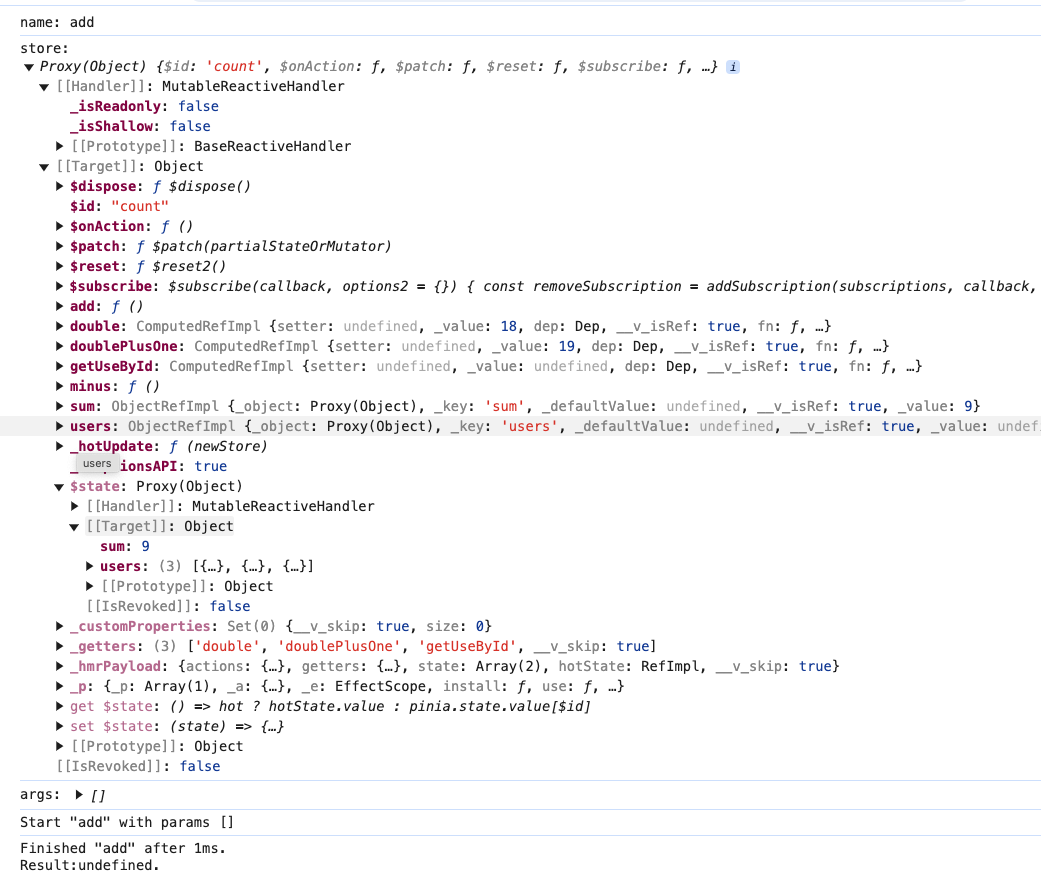 name: add
store:
Proxy(Object) {$id: 'count', $onAction: ƒ, $patch: ƒ, $reset: ƒ, $subscribe: ƒ, …} i
[[Handler]]: MutableReactiveHandler
_isReadonly: false
_isShallow: false
[[Prototype]]: BaseReactiveHandler
[[Target]]: Object
$dispose: ƒ $dispose()
$id: "count"
$onAction: ƒ ()
$patch: ƒ $patch(partialStateOrMutator)
$reset: ƒ $reset2()
$subscribe: $subscribe(callback, options2 = {}) { const removeSubscription = addSubscription(subscriptions, callback,
add: ƒ ()
double: ComputedRefImpl {setter: undefined, _value: 18, dep: Dep, __v_isRef: true, fn: ƒ, …}
doublePlusOne: ComputedRefImpl {setter: undefined, _value: 19, dep: Dep, __v_isRef: true, fn: ƒ, …}
getUseById: ComputedRefImpl {setter: undefined, _value: undefined, dep: Dep, __v_isRef: true, fn: ƒ, …}
minus: ƒ ()
sum: ObjectRefImpl {_object: Proxy(Object), _key: 'sum', _defaultValue: undefined, __v_isRef: true, _value: 9}
users: ObjectRefImpl {_object: Proxy(Object), _key: 'users', _defaultValue: undefined, __v_isRef: true, _value: undef
_hotUpdate: ƒ (newStore)
users
ionsAPI: true
$state: Proxy(Object)
[[Handler]]: MutableReactiveHandler
[[Target]]: Object
sum: 9
users: (3) [{…}, {…}, {…}]
[[Prototype]]: Object
[[IsRevoked]]: false
_customProperties: Set(0) {__v_skip: true, size: 0}
_getters: (3) ['double', 'doublePlusOne', 'getUseById', __v_skip: true]
_hmrPayload: {actions: {…}, getters: {…}, state: Array(2), hotState: RefImpl, __v_skip: true}
_p: {_p: Array(1), _a: {…}, _e: EffectScope, install: ƒ, use: ƒ, …}
get $state: () => hot ? hotState.value : pinia.state.value[$id]
set $state: (state) => {…}
[[Prototype]]: Object
[[IsRevoked]]: false
args: []
Start "add" with params []
Finished "add" after 1ms.
Result:undefined.